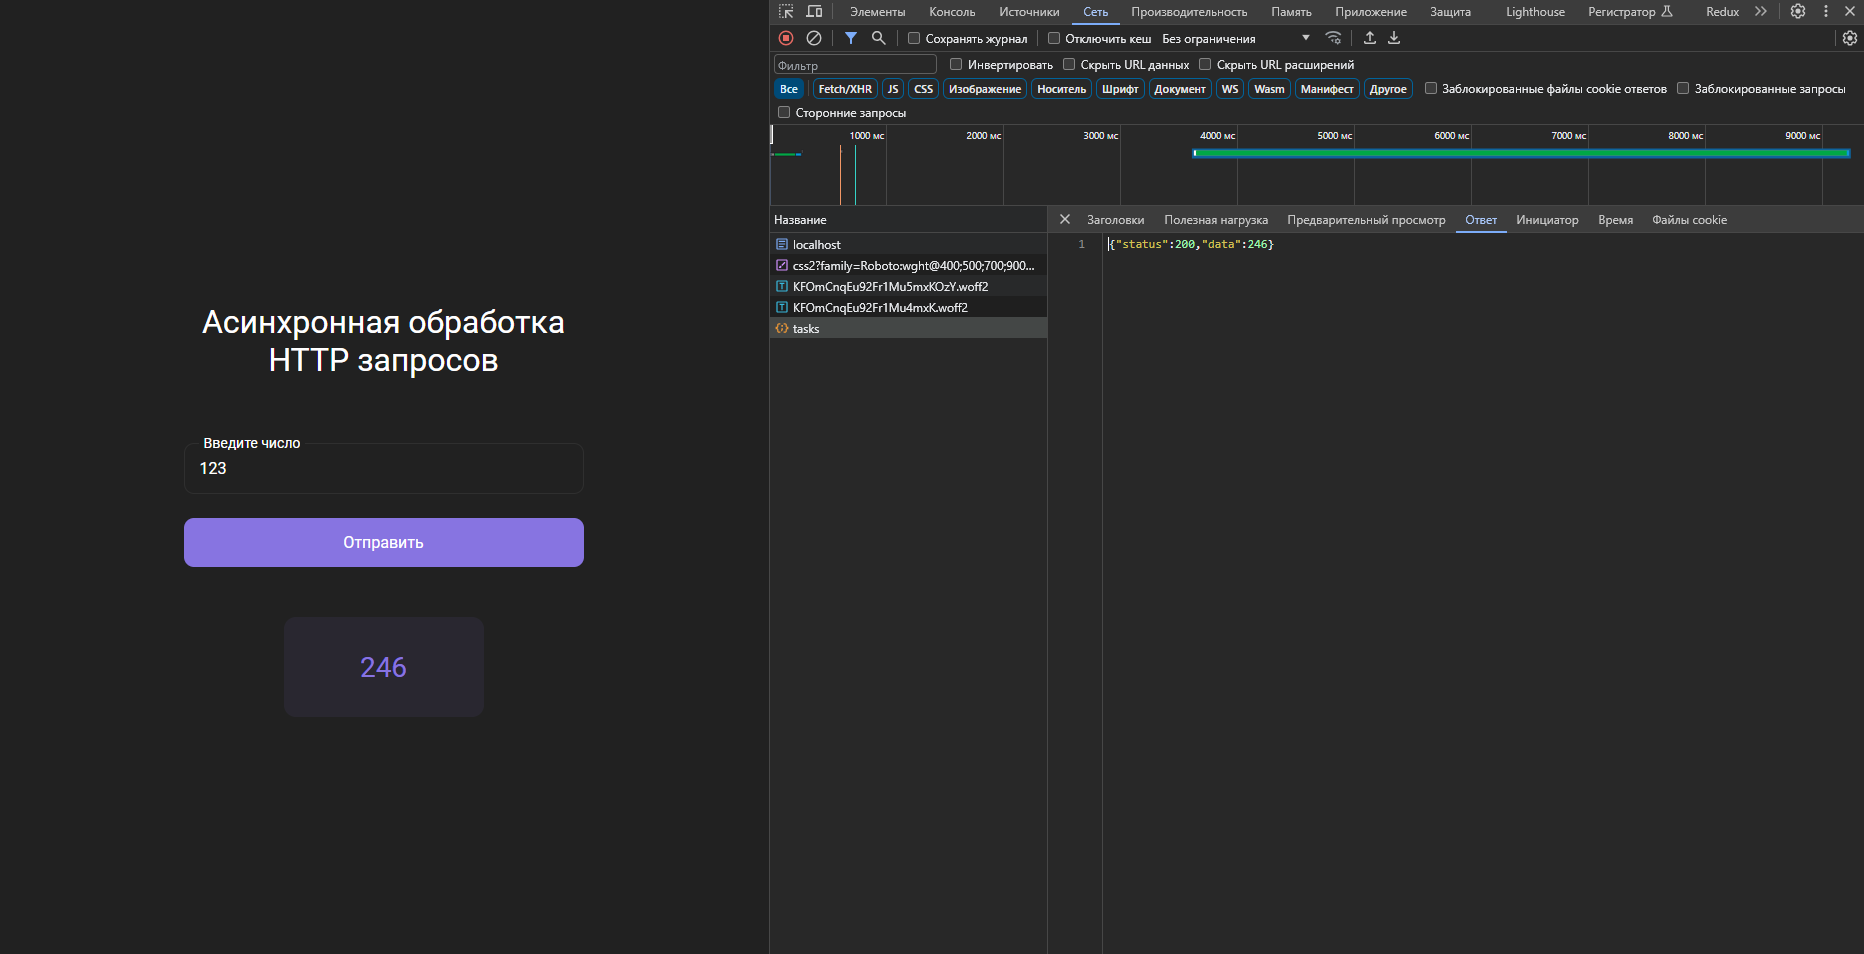 Асинхронная обработка
HTTP запросов
Введите число
123
Отправить
246
Элементы Консоль Источники Сеть Производительность Память Приложение Защита Lighthouse Регистратор Redux
Сохранять журнал Отключить кеш Без ограничения
Фильтр Инвертировать Скрыть URL данных Скрыть URL расширений
Все Fetch/XHR JS CSS Изображение Носитель Шрифт Документ WS Wasm Манифест Другое Заблокированные файлы cookie ответов Заблокированные запросы
Сторонние запросы
1000 мс 2000 мс 3000 мс 4000 мс 5000 мс 6000 мс 7000 мс 8000 мс 9000 мс
Название
localhost
css2?family=Roboto:wght@400;500;700;900...
KFOmCnqEu92Fr1Mu5mxKOzY.woff2
KFOmCnqEu92Fr1Mu4mxK.woff2
tasks
Заголовки Полезная нагрузка Предварительный просмотр Ответ Инициатор Время Файлы cookie
1 {"status":200,"data":246}